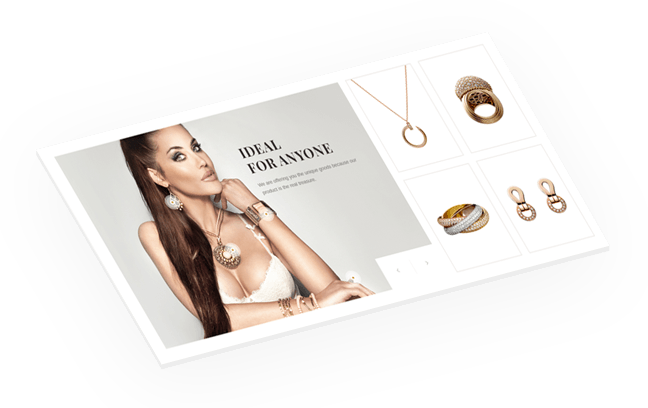 IDEAL
FOR ANYONE
We are offering you the unique goods because our
product is the real treasure.